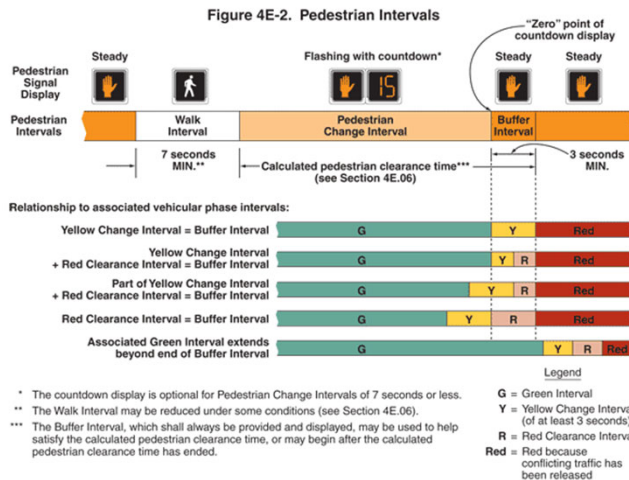 Figure 4E-2. Pedestrian Intervals
"Zero" point of
countdown display
Steady
Flashing with countdown*
Steady
Steady
Pedestrian
Signal
Display
15
Pedestrian
Intervals
Walk
Interval
Pedestrian
Change Interval
Buffer
Interval
7 seconds
MIN.**
Calculated pedestrian clearance time***
(see Section 4E.06)
3 seconds
MIN.
Relationship to associated vehicular phase intervals:
Yellow Change Interval = Buffer Interval
G
Y
Red
Yellow Change Interval
+ Red Clearance Interval = Buffer Interval
G
Y
R
Red
Part of Yellow Change Interval
+ Red Clearance Interval = Buffer Interval
G
Y
R
Red
Red Clearance Interval = Buffer Interval
G
Y
R
Red
Associated Green Interval extends
beyond end of Buffer Interval
G
Y
R
Red
* The countdown display is optional for Pedestrian Change Intervals of 7 seconds or less.
** The Walk Interval may be reduced under some conditions (see Section 4E.06).
*** The Buffer Interval, which shall always be provided and displayed, may be used to help
satisfy the calculated pedestrian clearance time, or may begin after the calculated
pedestrian clearance time has ended.
Legend
G = Green Interval
Y = Yellow Change Interva
(of at least 3 seconds)
R = Red Clearance Interva
Red = Red because
conflicting traffic has
been released